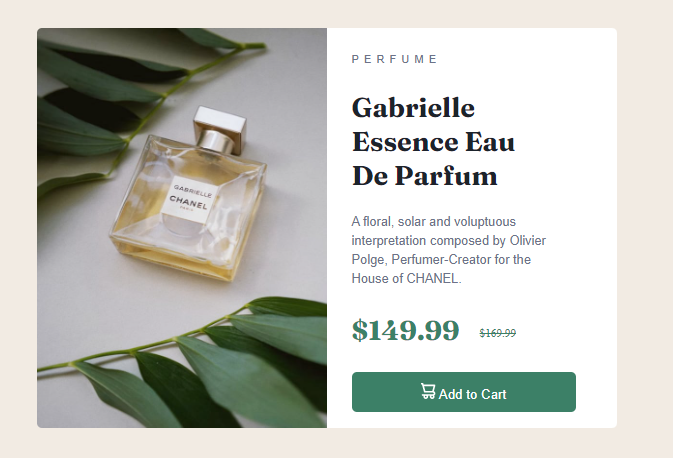 GABRIELLE
CHANEL
PARIS
PERFUME
Gabrielle
Essence Eau
De Parfum
A floral, solar and voluptuous
interpretation composed by Olivier
Polge, Perfumer-Creator for the
House of CHANEL.
$149.99 $169.99
Add to Cart